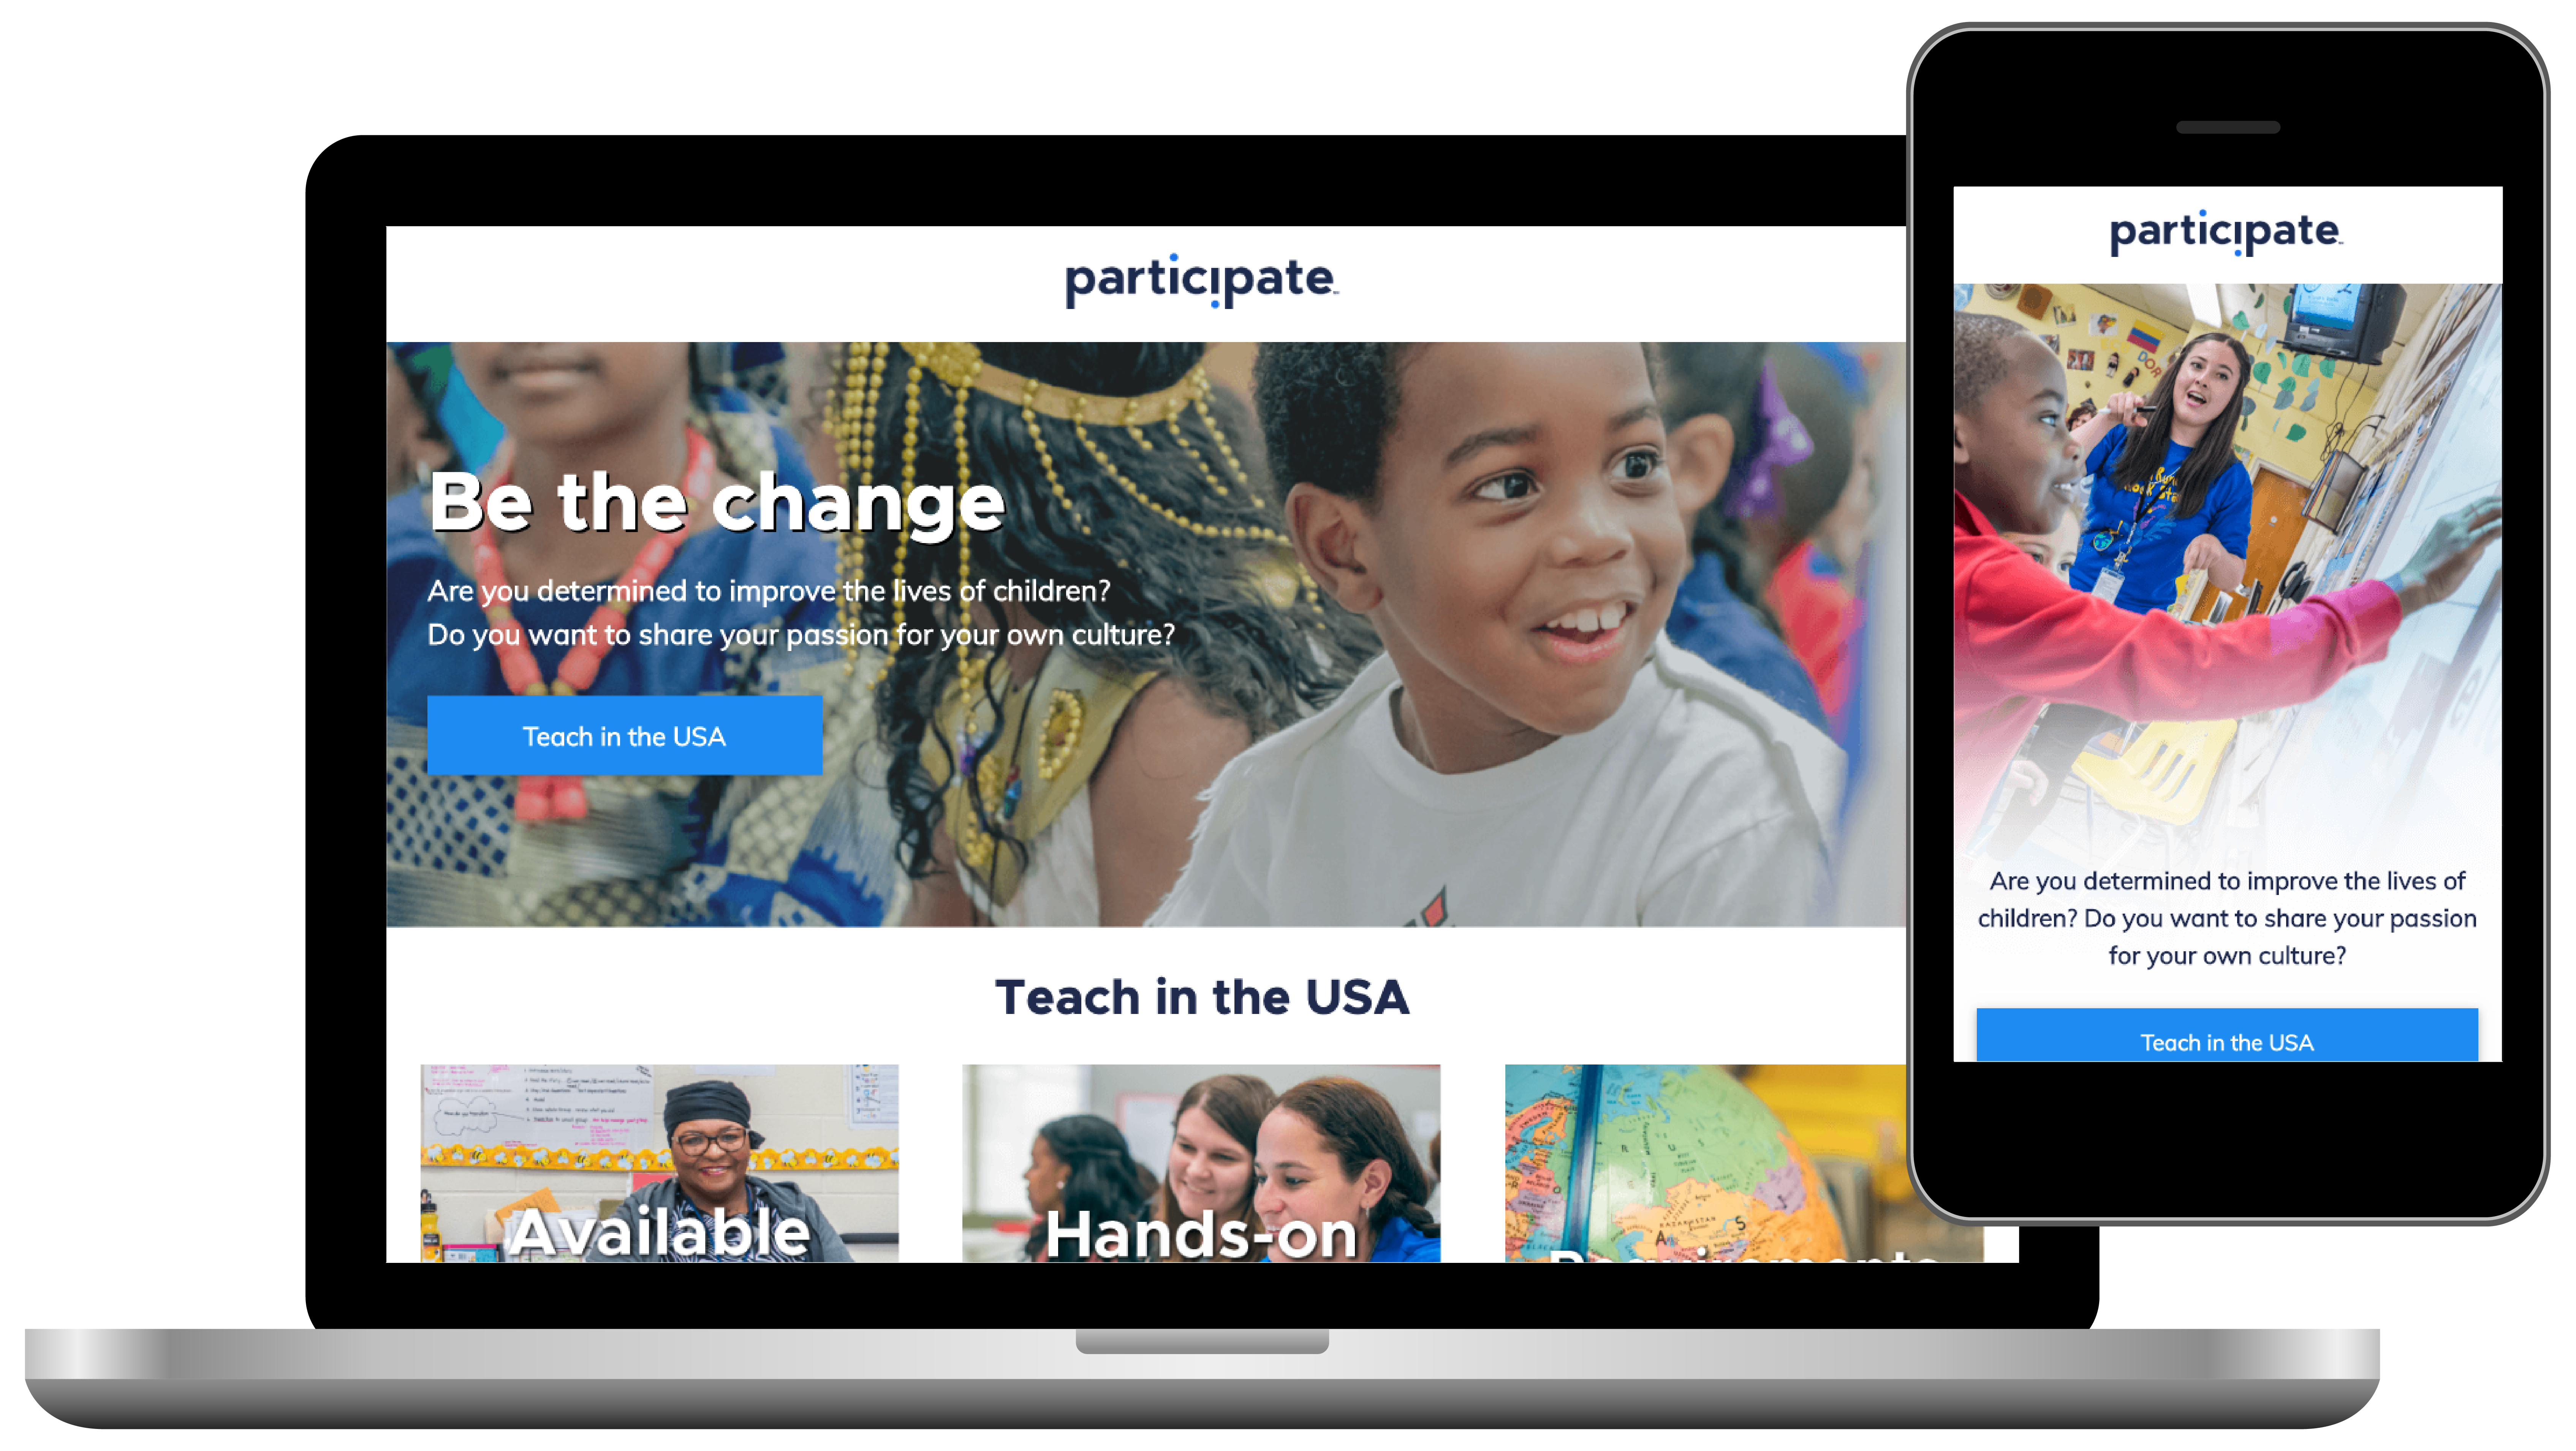 participate
Be the change
Are you determined to improve the lives of children?
Do you want to share your passion for your own culture?
Teach in the USA
Teach in the USA
Available
Hands-on
Requirements
participate
Are you determined to improve the lives of
children? Do you want to share your passion
for your own culture?
Teach in the USA